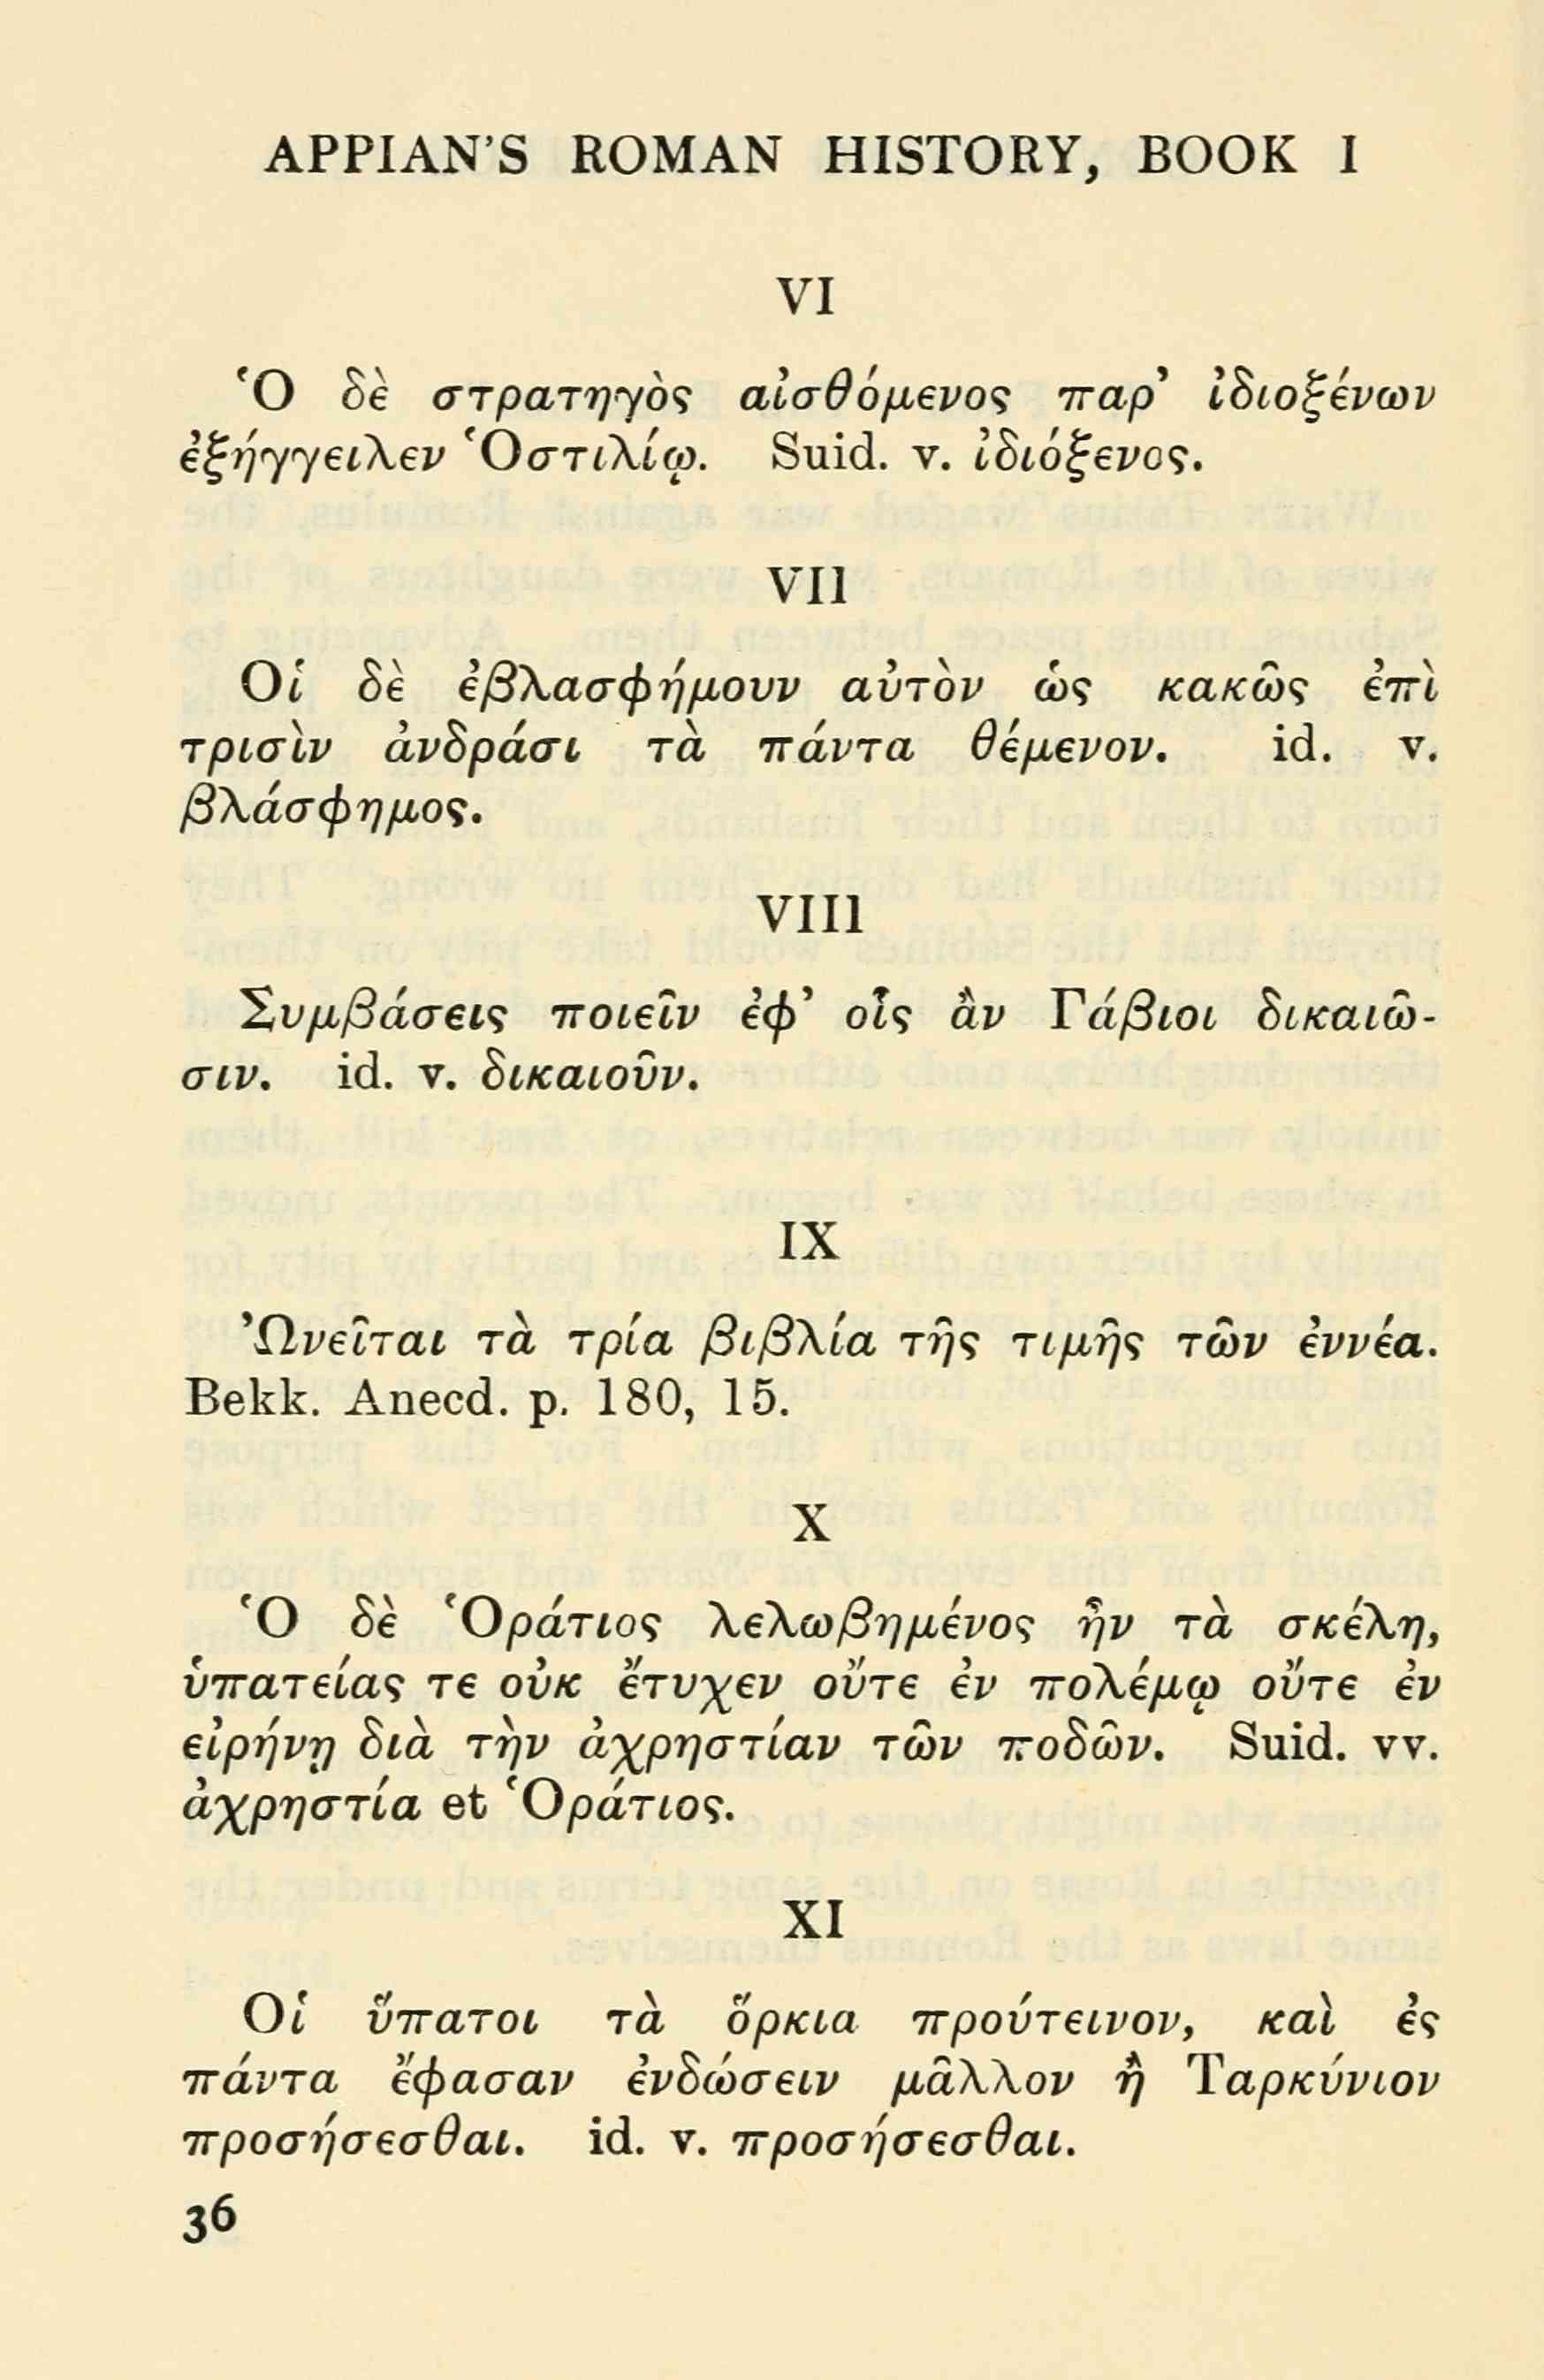 APPIAN'S ROMAN HISTORY, BOOK I
VI
Ὁ δὲ στρατηγὸς αἰσθόμενος παρ' ἰδιοξένων
ἐξήγγειλεν Ὁστιλίῳ. Suid. v. ἰδιόξενος.
VII
Οἱ δὲ ἐβλασφήμουν αὐτὸν ὡς κακῶς ἐπὶ
τρισὶν ἀνδράσι τὰ πάντα θέμενον. id. v.
βλάσφημος.
VIII
Συμβάσεις ποιεῖν ἐφ' οἷς ἂν Γάβιοι δικαιῶ-
σιν. id. v. δικαιοῦν.
IX
Ὠνεῖται τὰ τρία βιβλία τῆς τιμῆς τῶν ἐννέα.
Bekk. Anecd. p. 180, 15.
X
Ὁ δὲ Ὁράτιος λελωβημένος ἦν τὰ σκέλη,
ὑπατείας τε οὐκ ἔτυχεν οὔτε ἐν πολέμῳ οὔτε ἐν
εἰρήνῃ διὰ τὴν ἀχρηστίαν τῶν ποδῶν. Suid. vv.
ἀχρηστία et Ὁράτιος.
XI
Οἱ ὕπατοι τὰ ὅρκια προύτεινον, καὶ ἐς
πάντα ἔφασαν ἐνδώσειν μᾶλλον ἢ Ταρκύνιον
προσήσεσθαι. id. v. προσήσεσθαι.
36